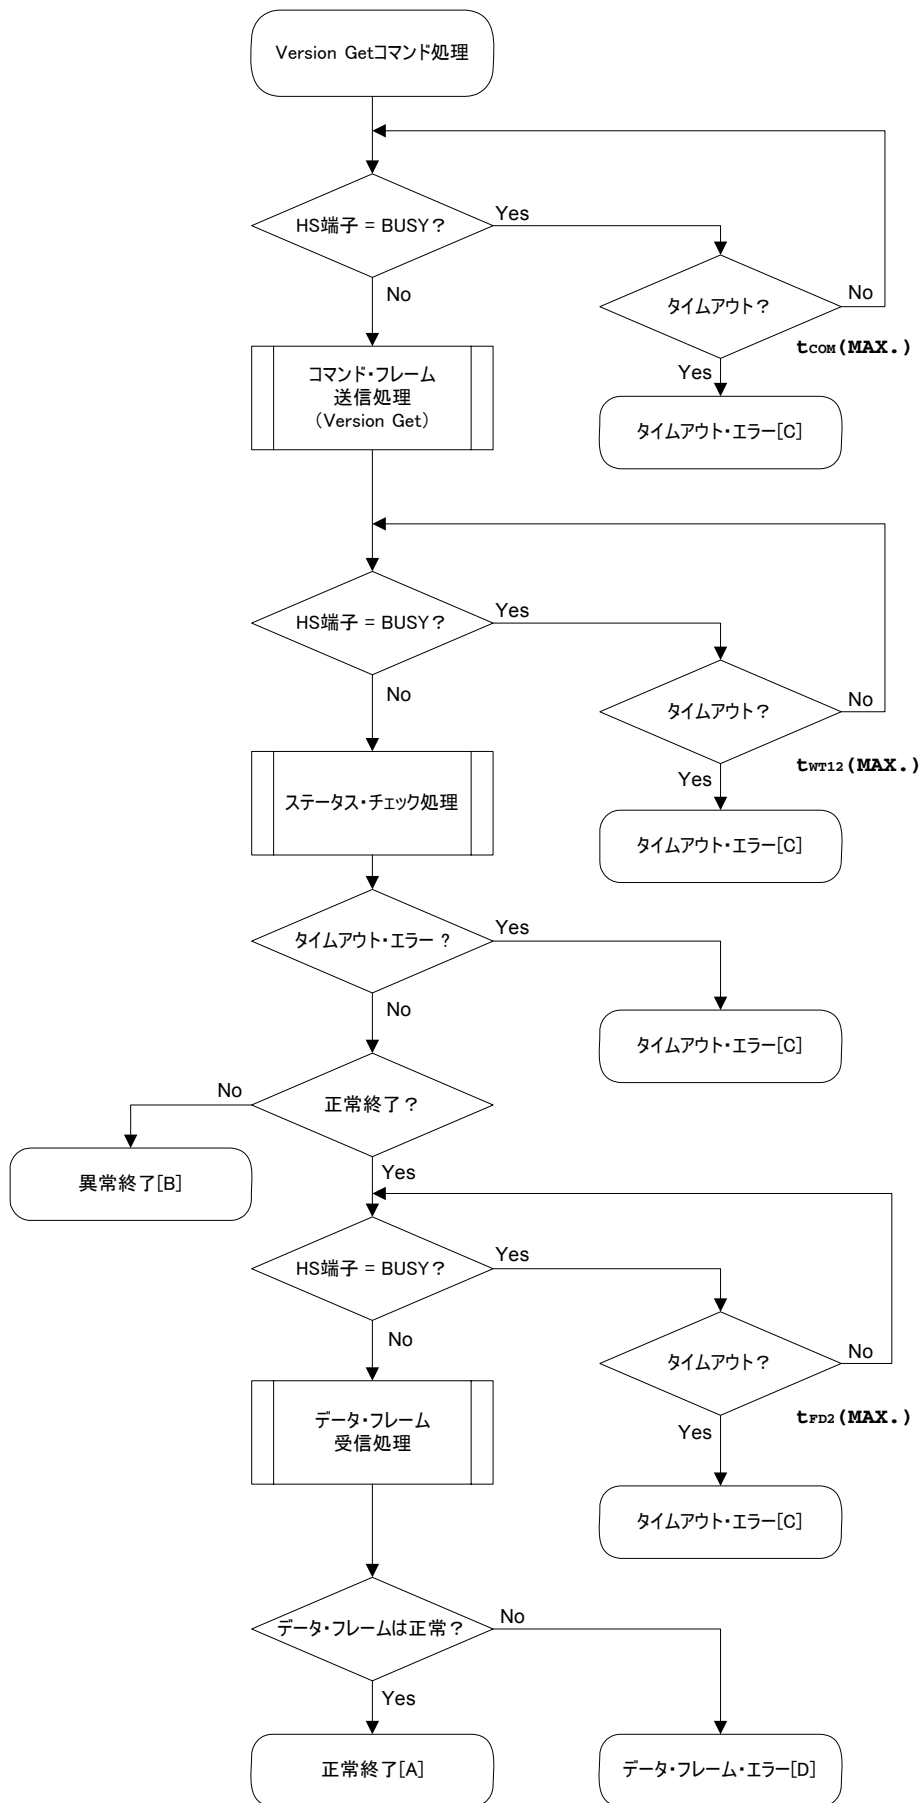 Version Getコマンド処理
HS端子 = BUSY?
Yes
No
タイムアウト?
No
tCOM(MAX.)
Yes
コマンド・フレーム
送信処理
(Version Get)
タイムアウト・エラー[C]
HS端子 = BUSY?
Yes
No
タイムアウト?
No
tWT12(MAX.)
Yes
ステータス・チェック処理
タイムアウト・エラー[C]
タイムアウト・エラー ?
Yes
No
タイムアウト・エラー[C]
正常終了?
No
Yes
異常終了[B]
HS端子 = BUSY?
Yes
No
タイムアウト?
No
tFD2(MAX.)
Yes
データ・フレーム
受信処理
タイムアウト・エラー[C]
データ・フレームは正常?
No
Yes
正常終了[A]
データ・フレーム・エラー[D]